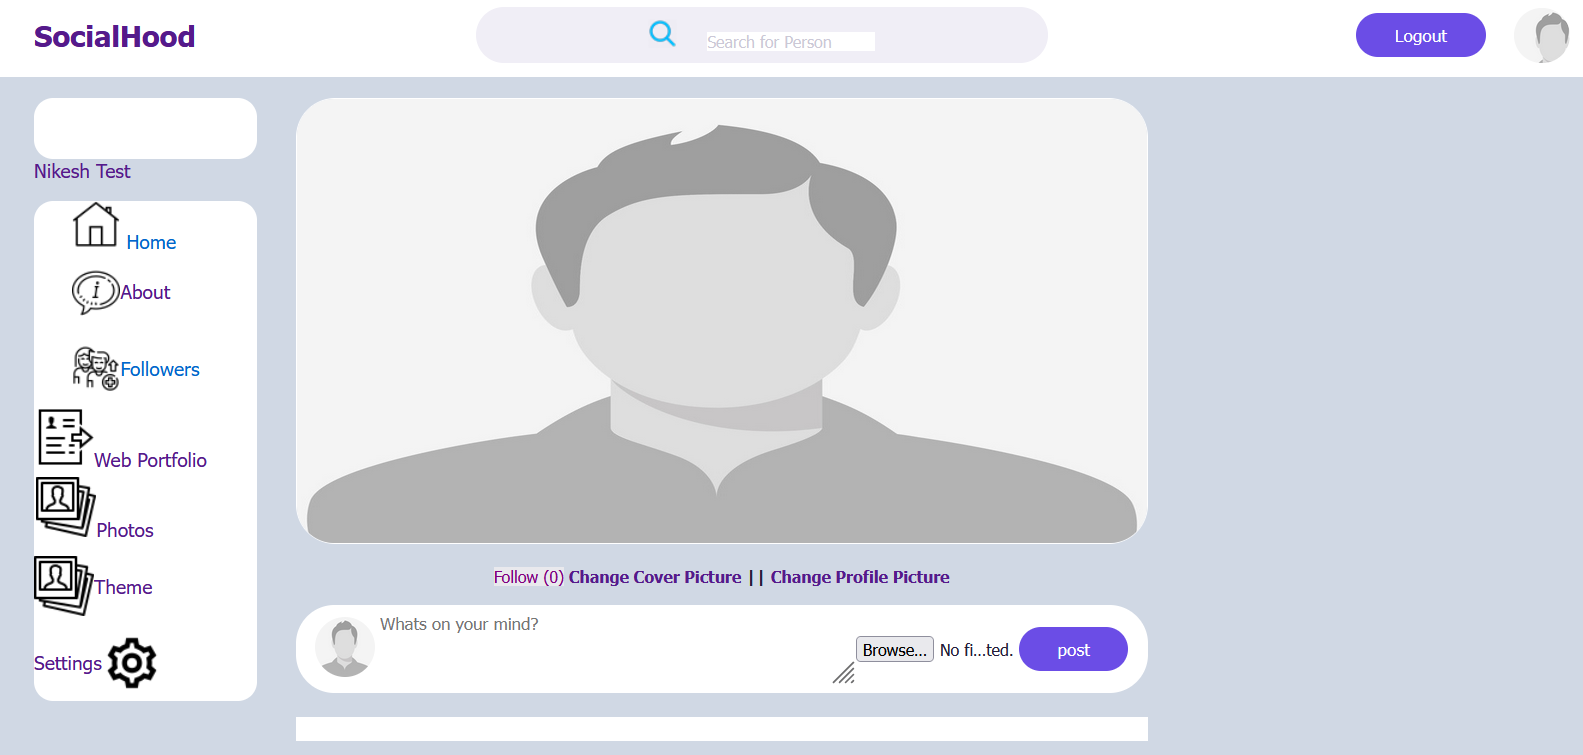 SocialHood
Search for Person
Logout
Nikesh Test
Home
About
Followers
Web Portfolio
Photos
Theme
Settings
Follow (0) Change Cover Picture || Change Profile Picture
Whats on your mind?
Browse... No fi...ted. post